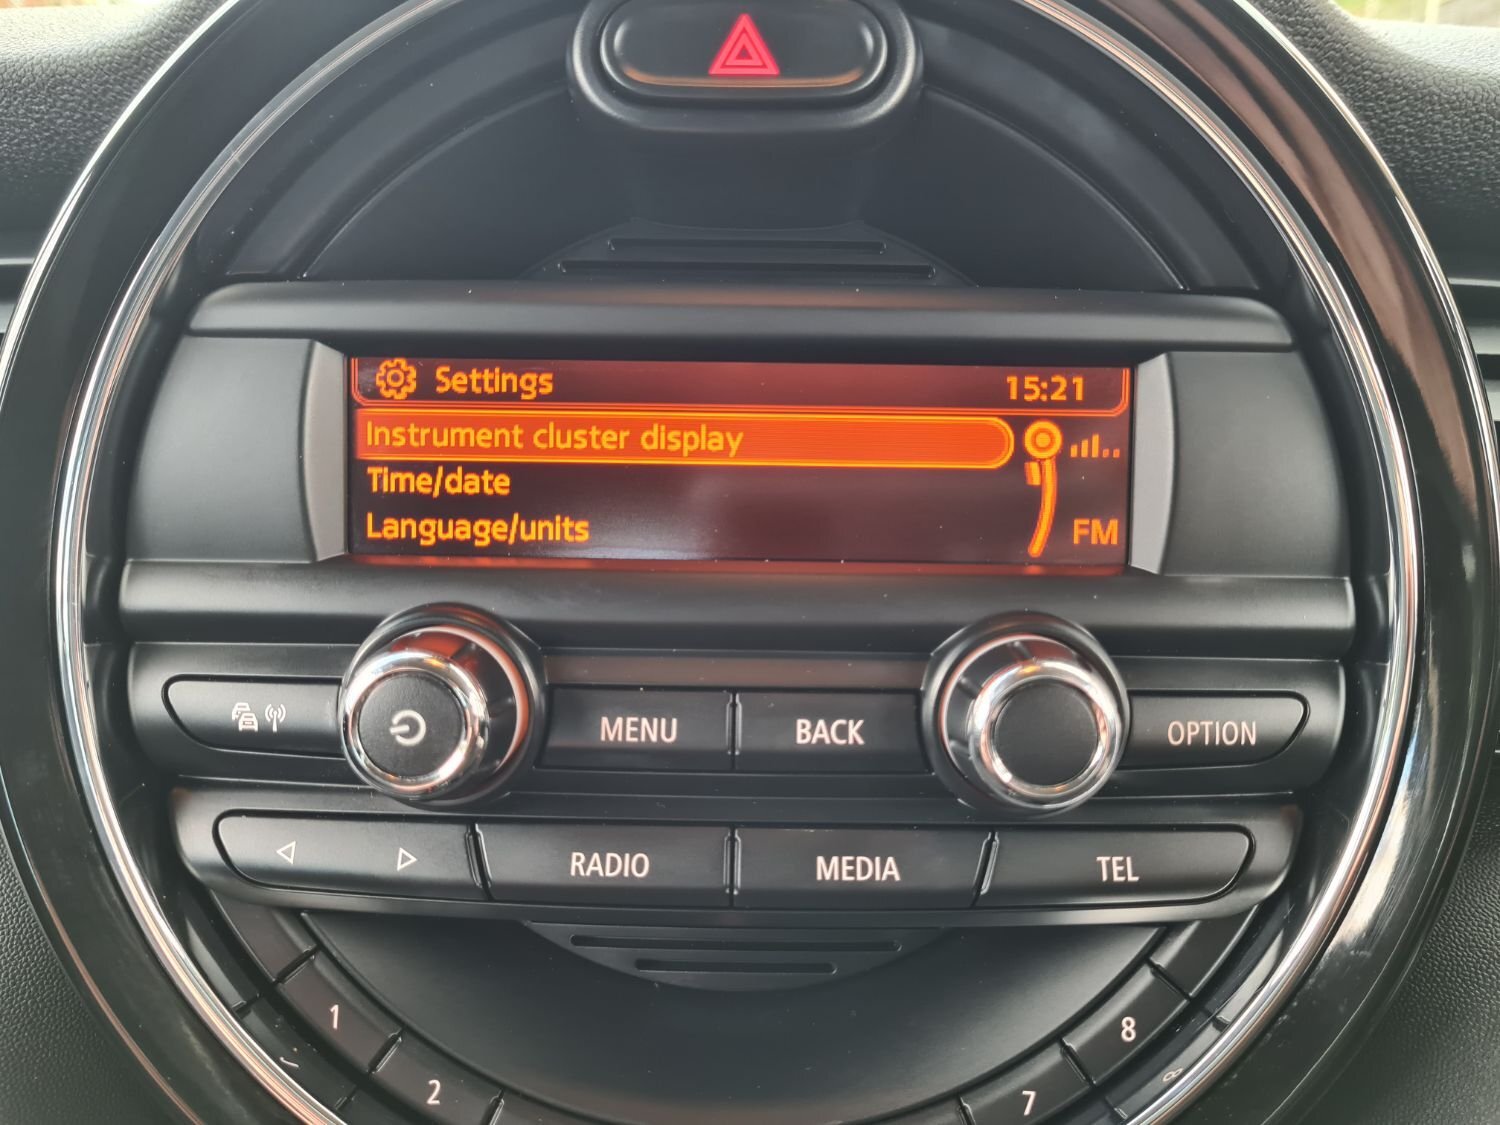 Settings 15:21
Instrument cluster display
Time/date
Language/units FM
MENU BACK OPTION
RADIO MEDIA TEL
1 8
2 7